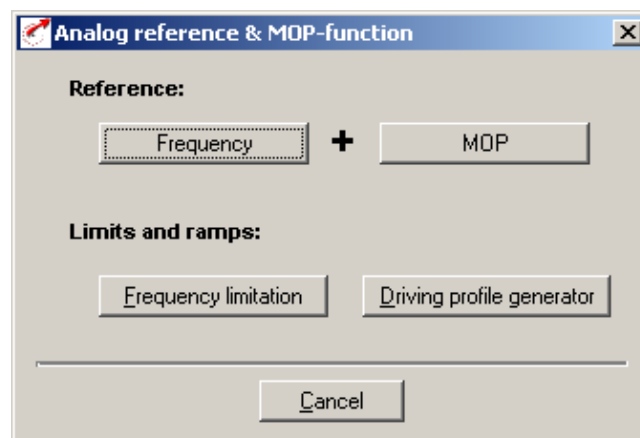 Analog reference & MOP-function
Reference:
Frequency + MOP
Limits and ramps:
Frequency limitation Driving profile generator
Cancel